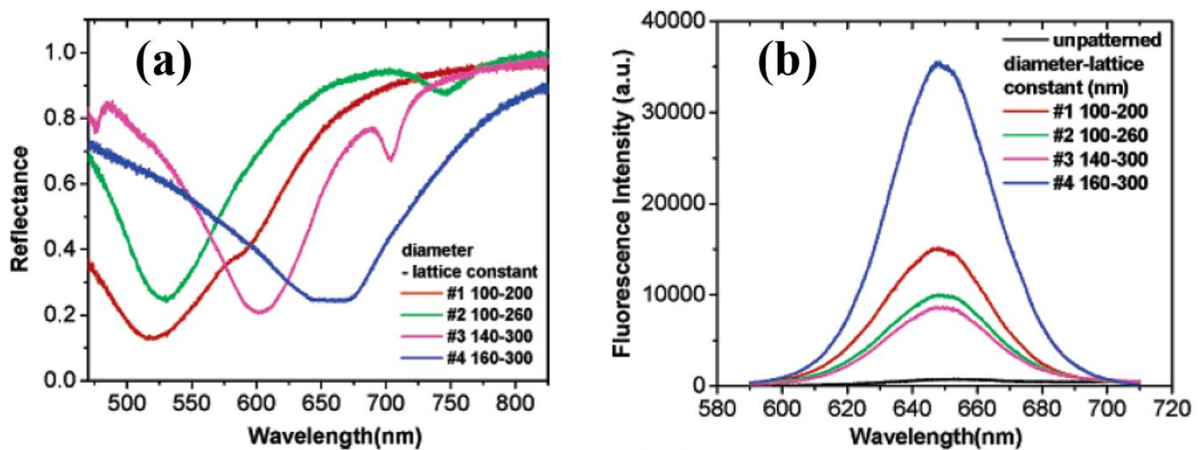 (a)
Reflectance
1.0
0.8
0.6
0.4
0.2
0.0
diameter
- lattice constant
#1 100-200
#2 100-260
#3 140-300
#4 160-300
500 550 600 650 700 750 800
Wavelength(nm)
(b)
Fluorescence Intensity (a.u.)
40000
30000
20000
10000
0
unpatterned
diameter-lattice
constant (nm)
#1 100-200
#2 100-260
#3 140-300
#4 160-300
580 600 620 640 660 680 700 720
Wavelength(nm)